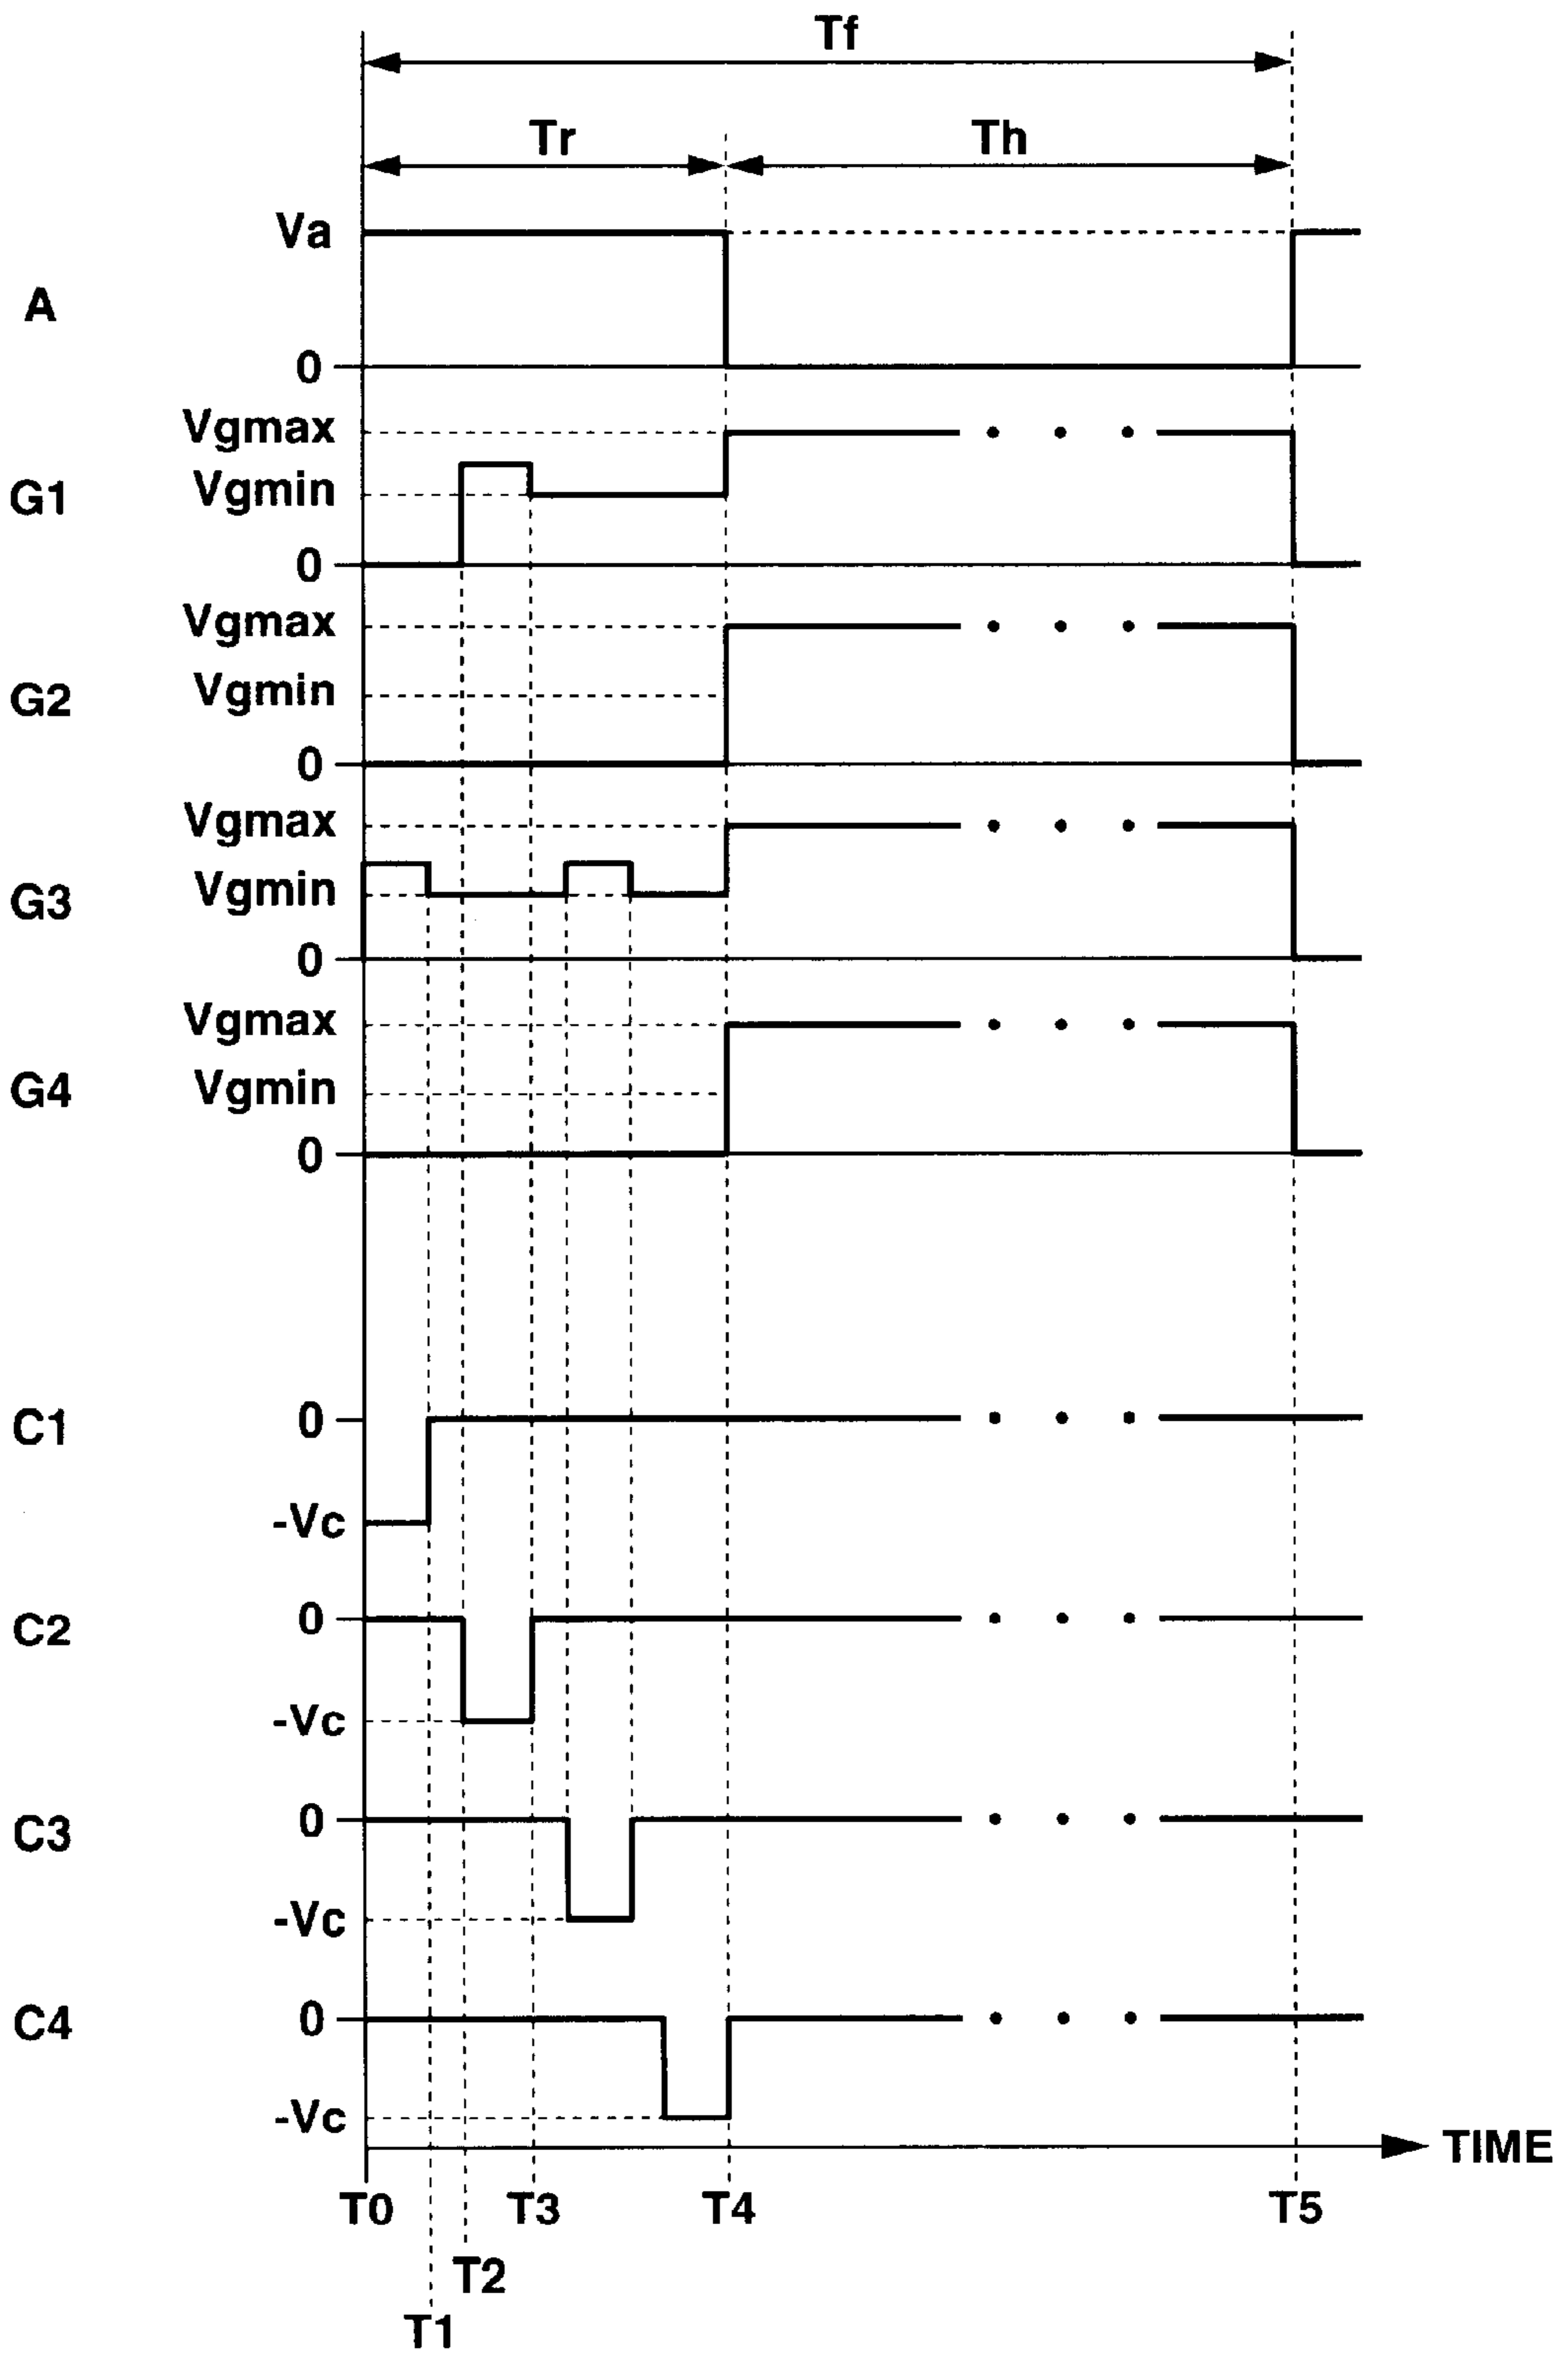 Tf
Tr Th
Va
A
0
Vgmax
G1 Vgmin
0
Vgmax
G2 Vgmin
0
Vgmax
G3 Vgmin
0
Vgmax
G4 Vgmin
0
C1 0
-Vc
C2 0
-Vc
C3 0
-Vc
C4 0
-Vc
TIME
T0 T3 T4 T5
T2
T1